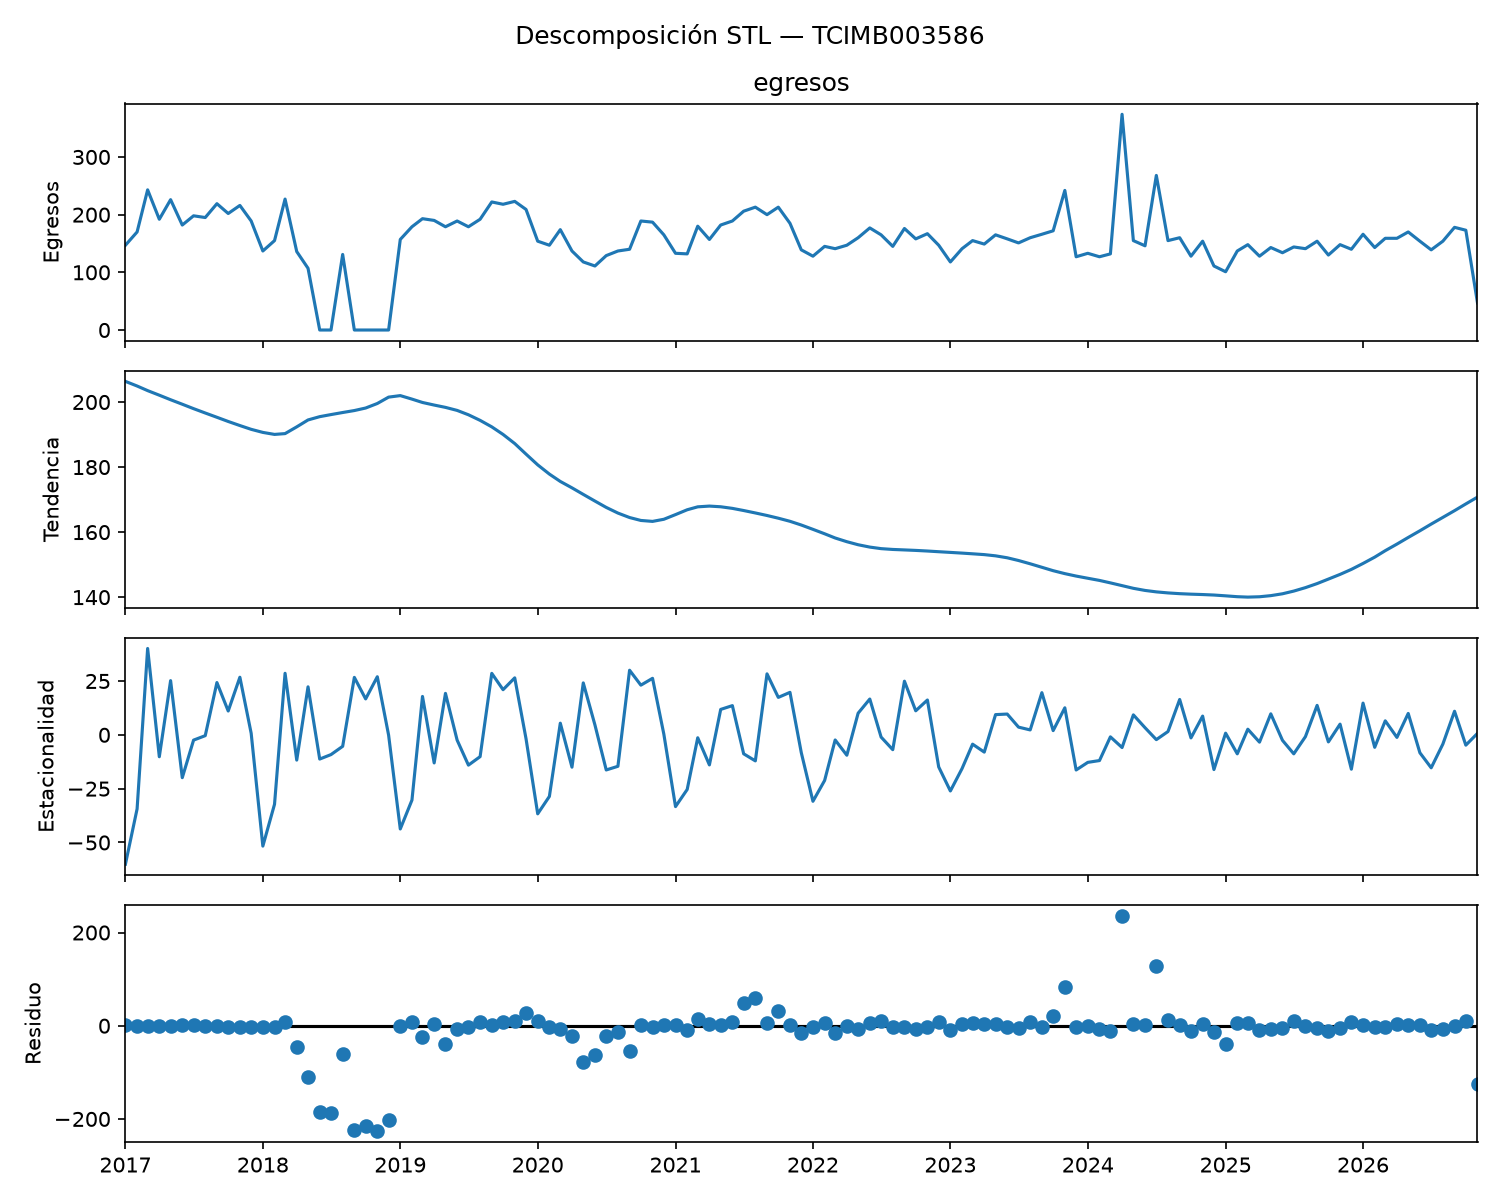 Descomposición STL — TCIMB003586
egresos
Egresos
300
200
100
0
Tendencia
200
180
160
140
Estacionalidad
25
0
−25
−50
Residuo
200
0
−200
2017 2018 2019 2020 2021 2022 2023 2024 2025 2026